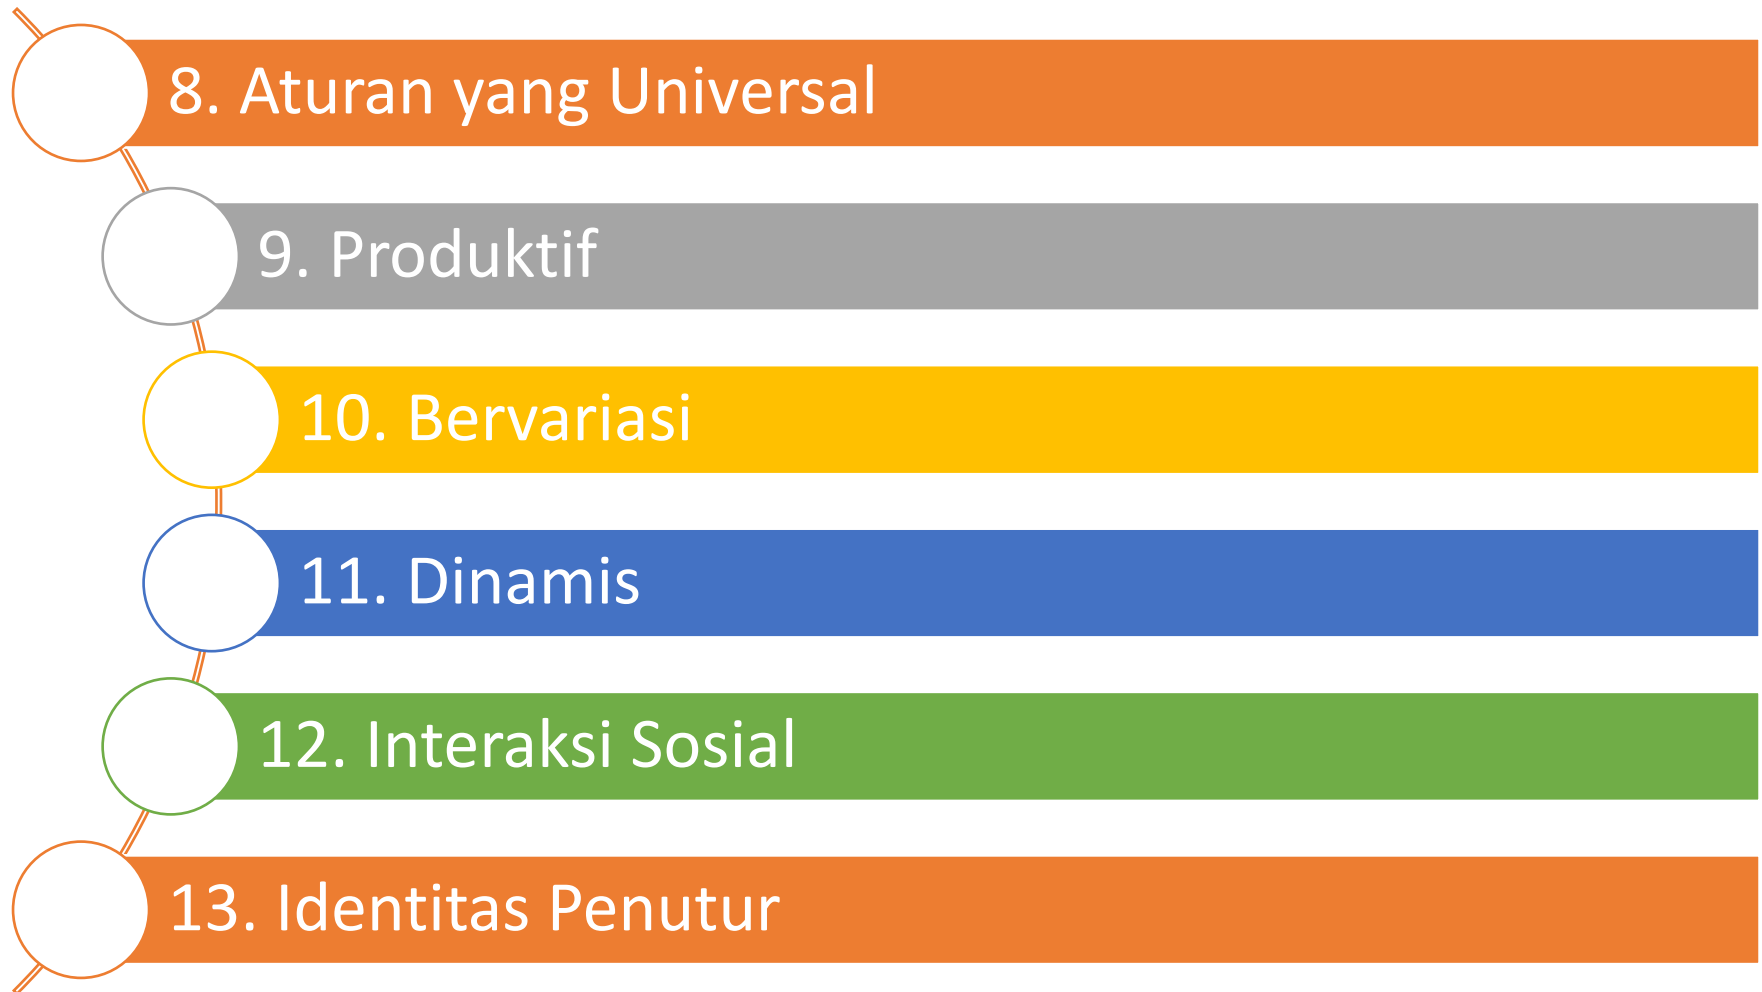 8. Aturan yang Universal
9. Produktif
10. Bervariasi
11. Dinamis
12. Interaksi Sosial
13. Identitas Penutur